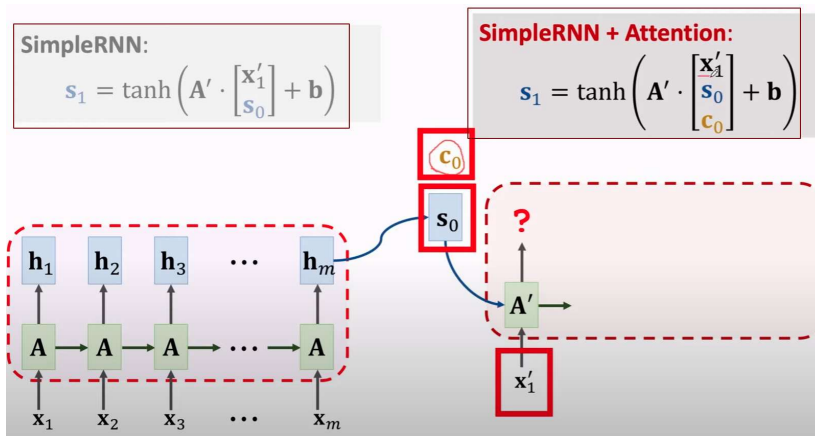 SimpleRNN:
s₁ = tanh(A′ · [x′₁ s₀] + b)
SimpleRNN + Attention:
s₁ = tanh(A′ · [x′₁ s₀ c₀] + b)
c₀
s₀
?
h₁ h₂ h₃ ··· hₘ
A′
A A A ··· A
x′₁
x₁ x₂ x₃ ··· xₘ